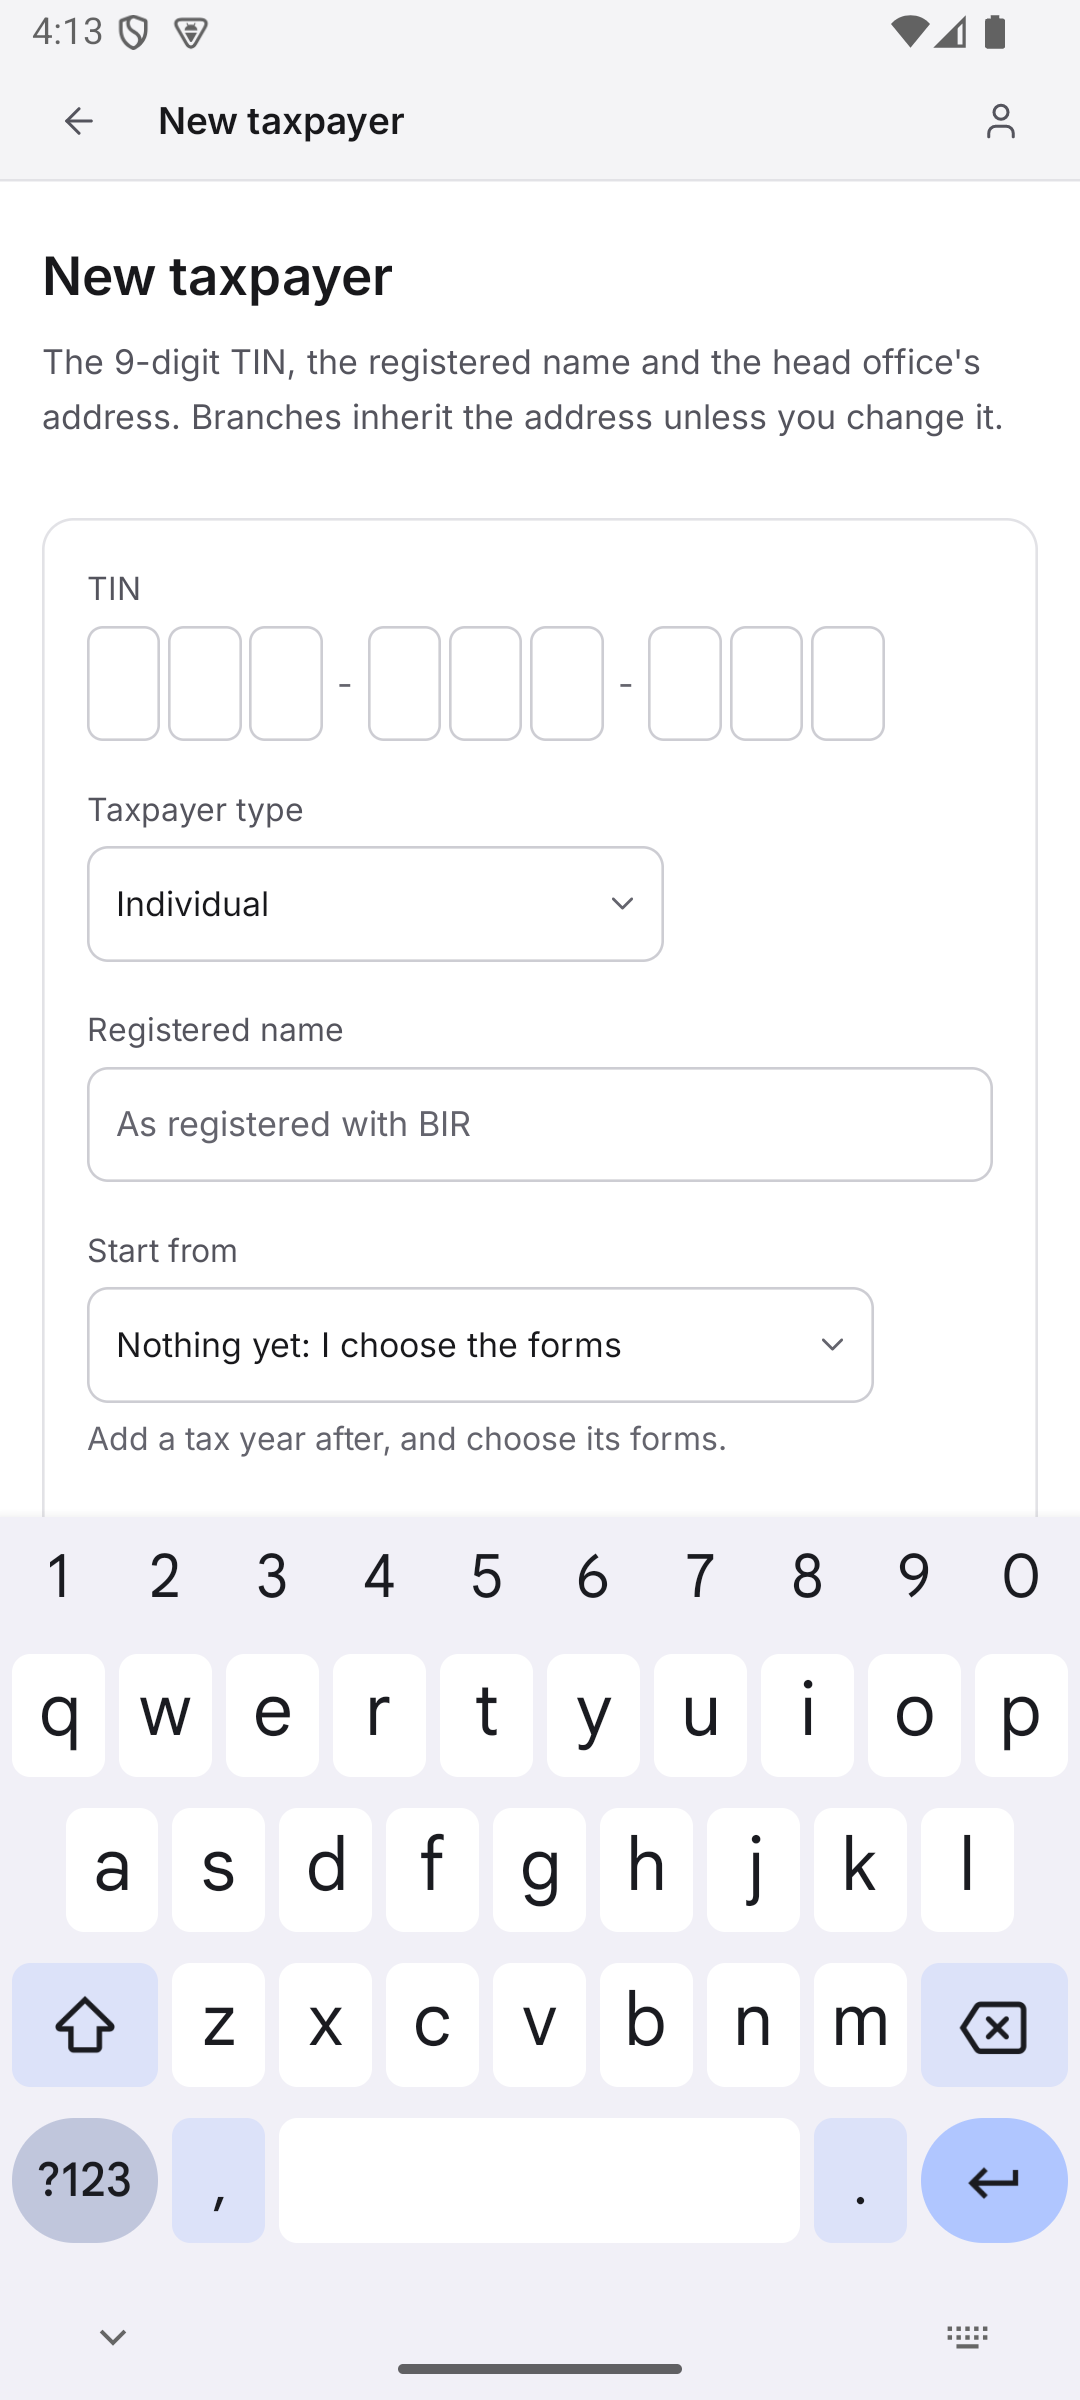 4:13
New taxpayer
New taxpayer
The 9-digit TIN, the registered name and the head office's
address. Branches inherit the address unless you change it.
TIN
- -
Taxpayer type
Individual
Registered name
As registered with BIR
Start from
Nothing yet: I choose the forms
Add a tax year after, and choose its forms.
1 2 3 4 5 6 7 8 9 0
q w e r t y u i o p
a s d f g h j k l
z x c v b n m
?123 , .